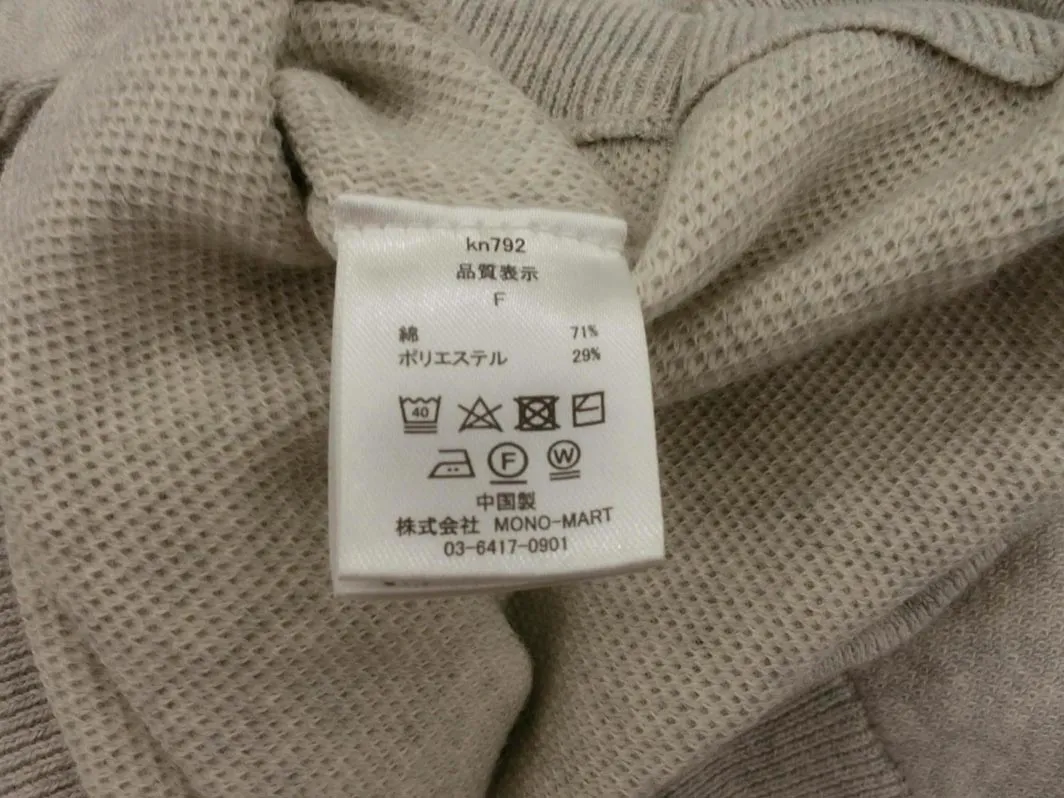 kn792
品質表示
F
綿 71%
ポリエステル 29%
40
F W
中国製
株式会社 MONO-MART
03-6417-0901